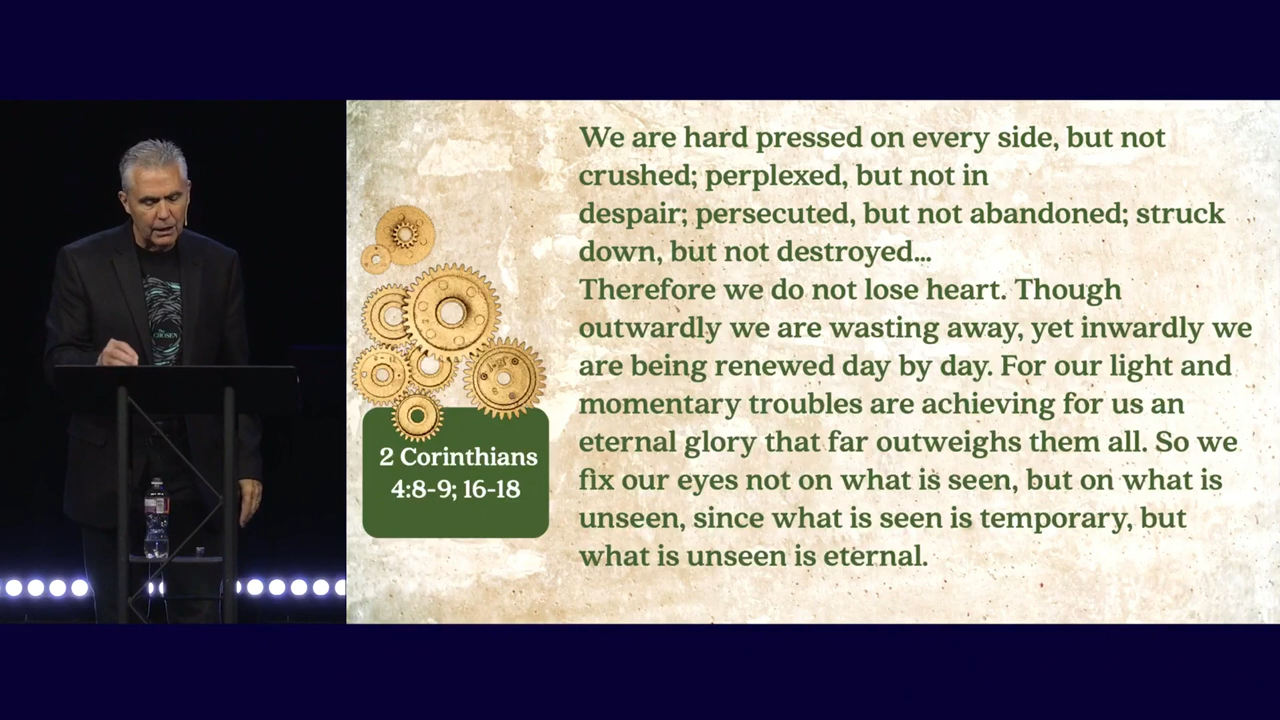 We are hard pressed on every side, but not
crushed; perplexed, but not in
despair; persecuted, but not abandoned; struck
down, but not destroyed...
Therefore we do not lose heart. Though
outwardly we are wasting away, yet inwardly we
are being renewed day by day. For our light and
momentary troubles are achieving for us an
eternal glory that far outweighs them all. So we
fix our eyes not on what is seen, but on what is
unseen, since what is seen is temporary, but
what is unseen is eternal.
2 Corinthians
4:8-9; 16-18
The
CHOSEN